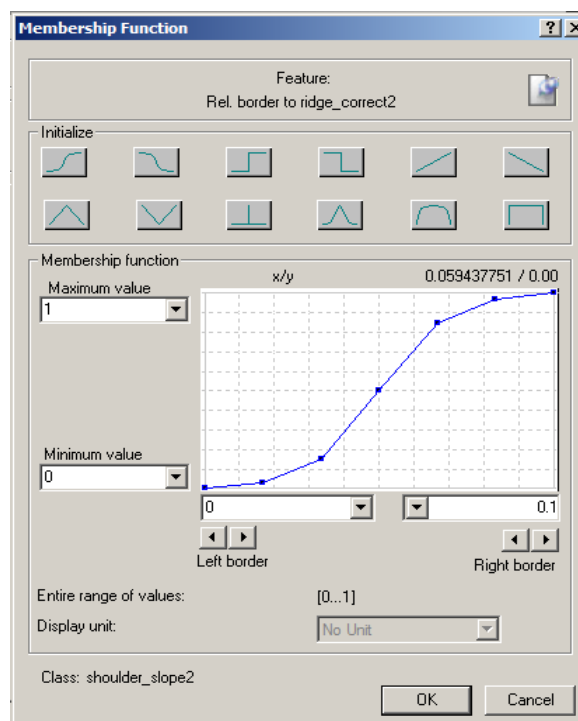 Membership Function
Feature:
Rel. border to ridge_correct2
Initialize
Membership function
x/y 0.059437751 / 0.00
Maximum value
1
Minimum value
0
0 0.1
Left border Right border
Entire range of values: [0...1]
Display unit: No Unit
Class: shoulder_slope2
OK Cancel